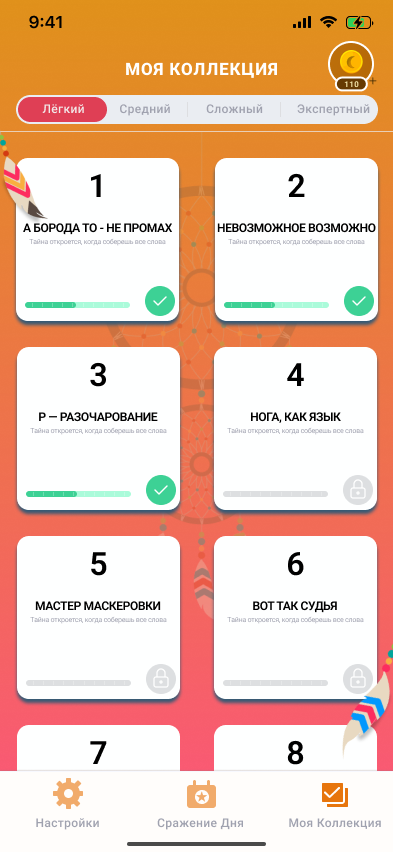 9:41
МОЯ КОЛЛЕКЦИЯ
110 +
Лёгкий Средний Сложный Экспертный
1
А БОРОДА ТО - НЕ ПРОМАХ
Тайна откроется, когда соберешь все слова
2
НЕВОЗМОЖНОЕ ВОЗМОЖНО
Тайна откроется, когда соберешь все слова
3
Р — РАЗОЧАРОВАНИЕ
Тайна откроется, когда соберешь все слова
4
НОГА, КАК ЯЗЫК
Тайна откроется, когда соберешь все слова
5
МАСТЕР МАСКЕРОВКИ
Тайна откроется, когда соберешь все слова
6
ВОТ ТАК СУДЬЯ
Тайна откроется, когда соберешь все слова
7
8
Настройки Сражение Дня Моя Коллекция